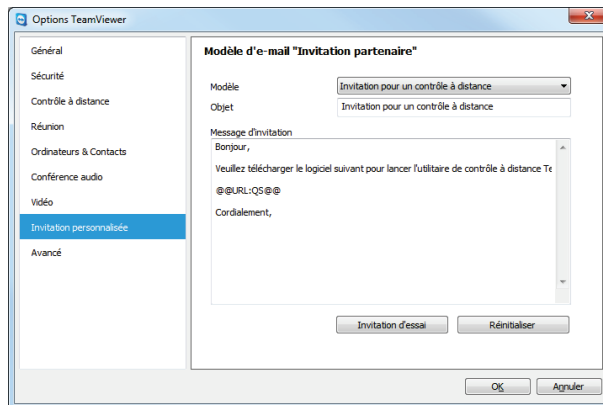 Options TeamViewer
Général
Sécurité
Contrôle à distance
Réunion
Ordinateurs & Contacts
Conférence audio
Vidéo
Invitation personnalisée
Avancé
Modèle d'e-mail "Invitation partenaire"
Modèle
Invitation pour un contrôle à distance
Objet
Invitation pour un contrôle à distance
Message d'invitation
Bonjour,
Veuillez télécharger le logiciel suivant pour lancer l'utilitaire de contrôle à distance Te
@@URL:QS@@
Cordialement,
Invitation d'essai
Réinitialiser
OK
Annuler